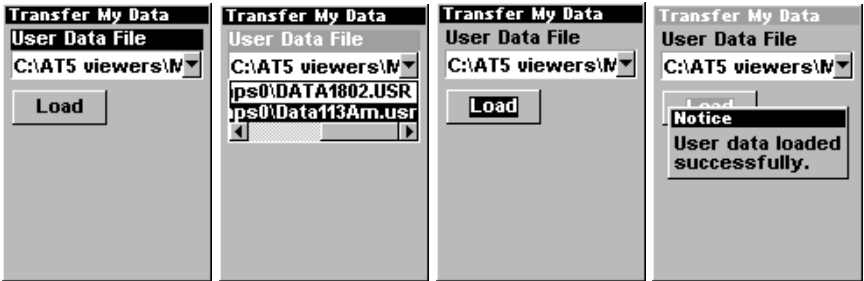 Transfer My Data
User Data File
C:\AT5 viewers\M
Load
Transfer My Data
User Data File
C:\AT5 viewers\M
ps0\DATA1802.USR
ps0\Data113Am.usr
Transfer My Data
User Data File
C:\AT5 viewers\M
Load
Transfer My Data
User Data File
C:\AT5 viewers\M
Load
Notice
User data loaded
successfully.